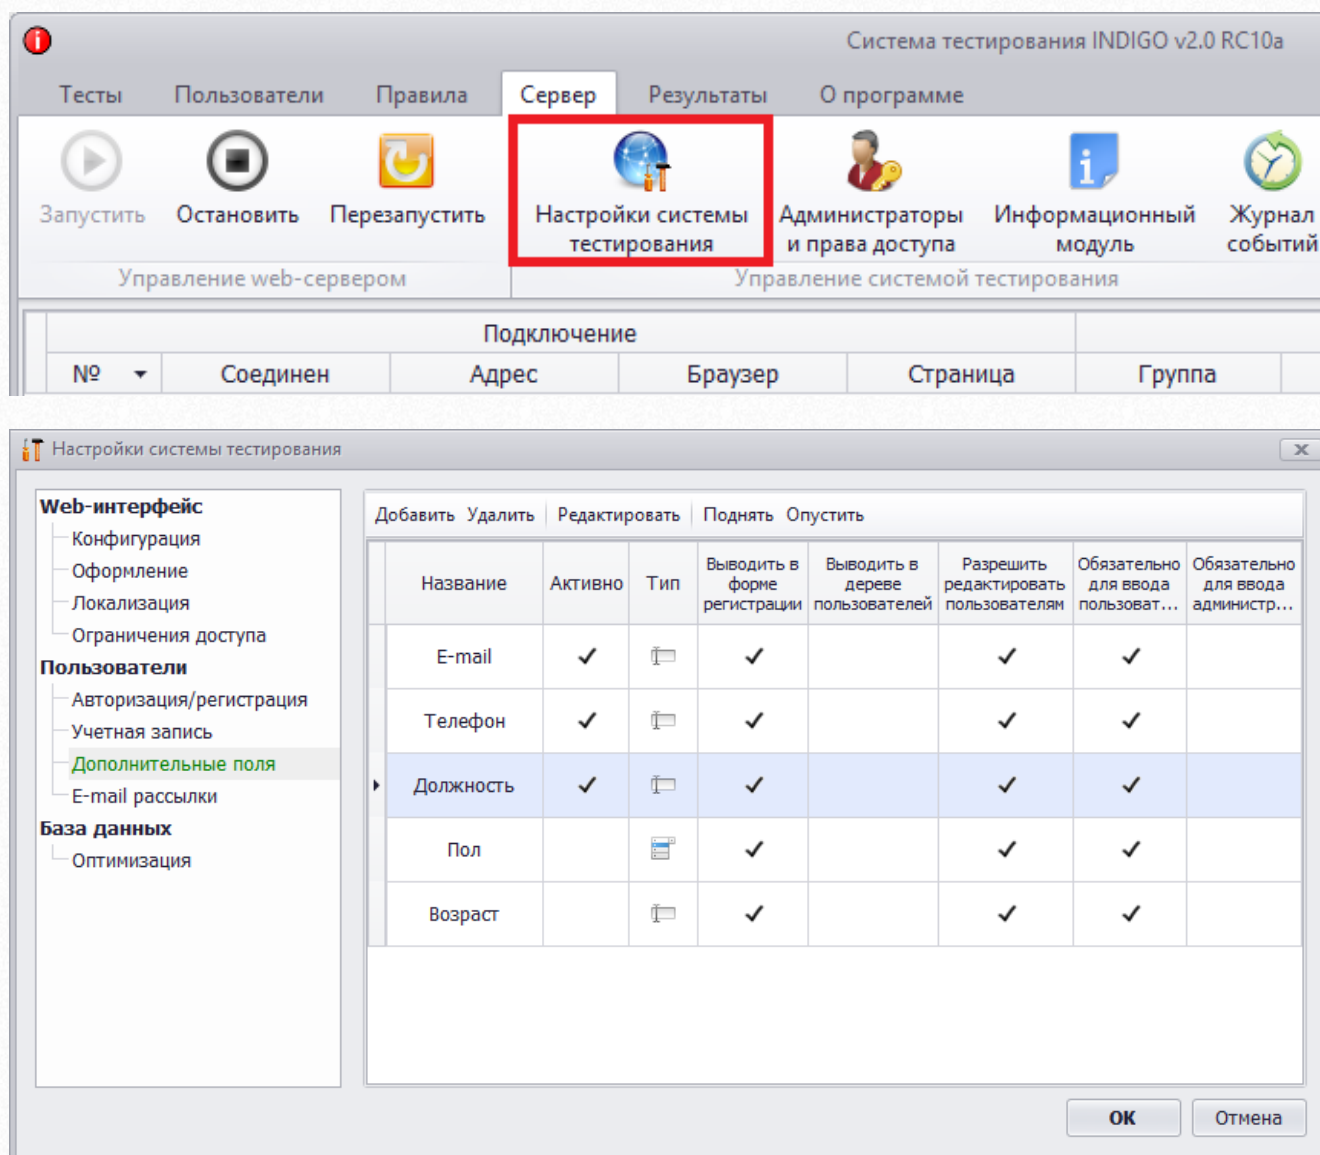 Система тестирования INDIGO v2.0 RC10a
Тесты Пользователи Правила Сервер Результаты О программе
Запустить Остановить Перезапустить Настройки системы тестирования Администраторы и права доступа Информационный модуль Журнал событий
Управление web-сервером Управление системой тестирования
Подключение
№ Соединен Адрес Браузер Страница Группа
Настройки системы тестирования
Web-интерфейс
Конфигурация
Оформление
Локализация
Ограничения доступа
Пользователи
Авторизация/регистрация
Учетная запись
Дополнительные поля
E-mail рассылки
База данных
Оптимизация
Добавить Удалить Редактировать Поднять Опустить
Название Активно Тип Выводить в форме регистрации Выводить в дереве пользователей Разрешить редактировать пользователям Обязательно для ввода пользоват... Обязательно для ввода администр...
E-mail
Телефон
Должность
Пол
Возраст
ОК Отмена